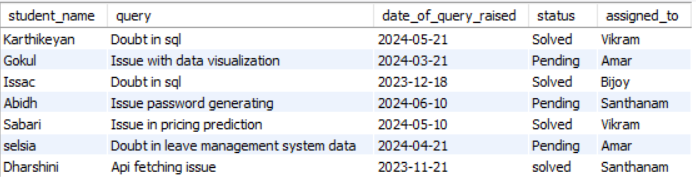 student_name query date_of_query_raised status assigned_to
Karthikeyan Doubt in sql 2024-05-21 Solved Vikram
Gokul Issue with data visualization 2024-03-21 Pending Amar
Issac Doubt in sql 2023-12-18 Solved Bijoy
Abidh Issue password generating 2024-06-10 Pending Santhanam
Sabari Issue in pricing prediction 2024-05-10 Solved Vikram
selsia Doubt in leave management system data 2024-04-21 Pending Amar
Dharshini Api fetching issue 2023-11-21 solved Santhanam